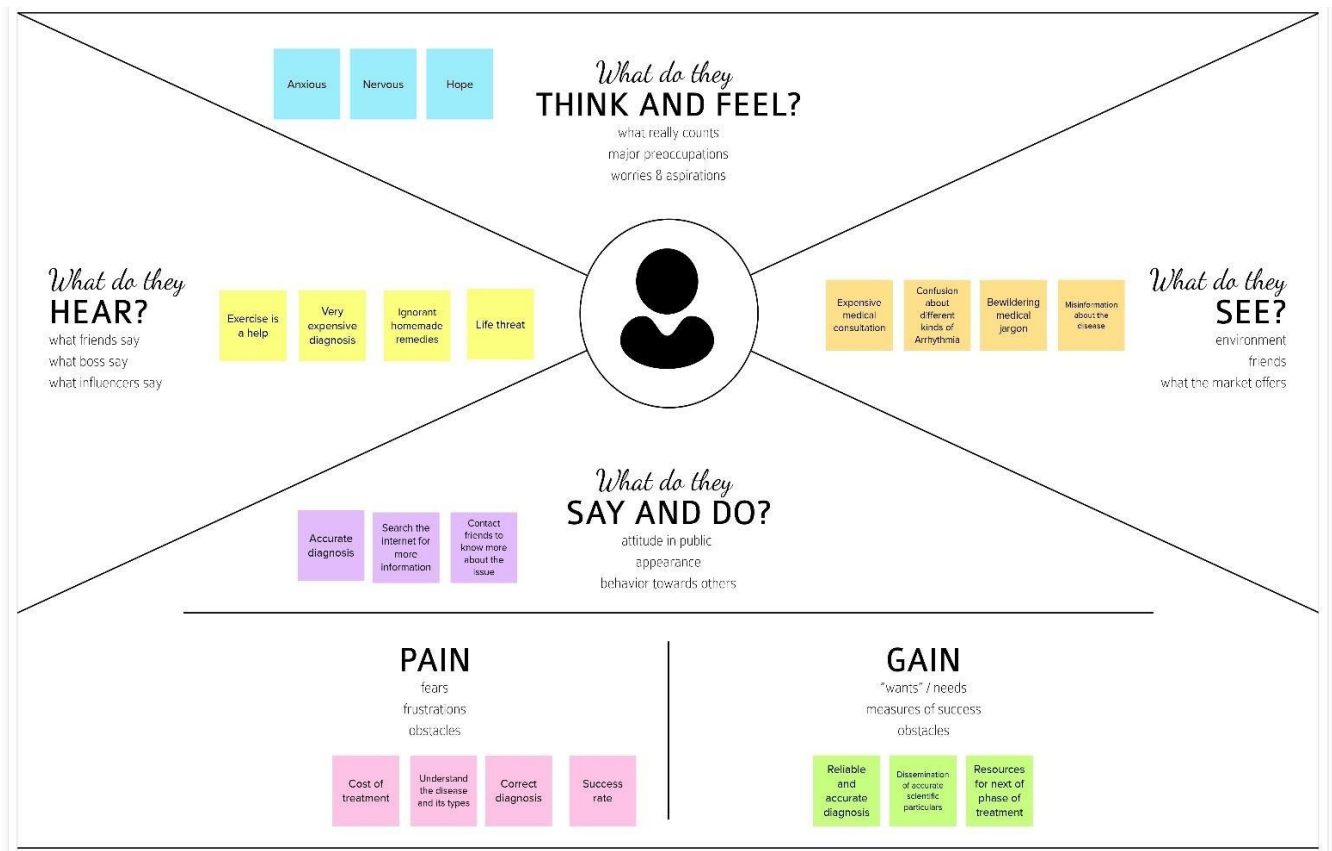 Anxious
Nervous
Hope
What do they
THINK AND FEEL?
what really counts
major preoccupations
worries & aspirations
What do they
HEAR?
what friends say
what boss say
what influencers say
Exercise is
a help
Very
expensive
diagnosis
Ignorant
homemade
remedies
Life threat
Expensive
medical
consultation
Confusion
about
different
kinds of
Arrhythmia
Bewildering
medical
jargon
Misinformation
about the
disease
What do they
SEE?
environment
friends
what the market offers
What do they
SAY AND DO?
attitude in public
appearance
behavior towards others
Accurate
diagnosis
Search the
internet for
more
information
Contact
friends to
know more
about the
issue
PAIN
fears
frustrations
obstacles
Cost of
treatment
Understand
the disease
and its types
Correct
diagnosis
Success
rate
GAIN
"wants" / needs
measures of success
obstacles
Reliable
and
accurate
diagnosis
Dissemination
of accurate
scientific
particulars
Resources
for next of
phase of
treatment